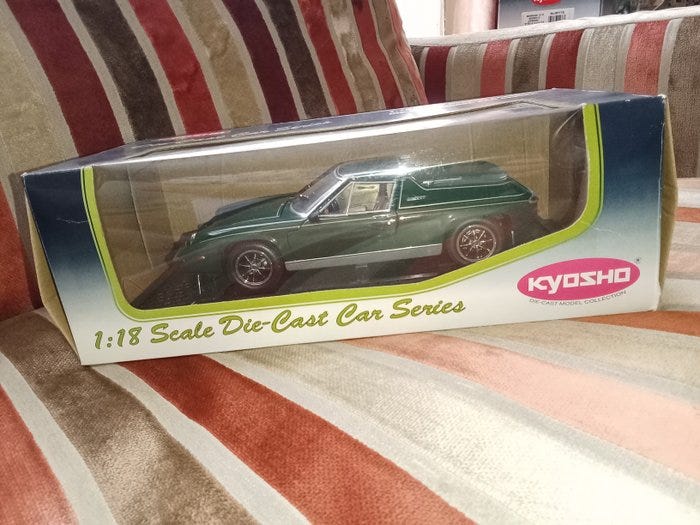 KYOSHO
DIE-CAST MODEL COLLECTION
1:18 Scale Die-Cast Car Series